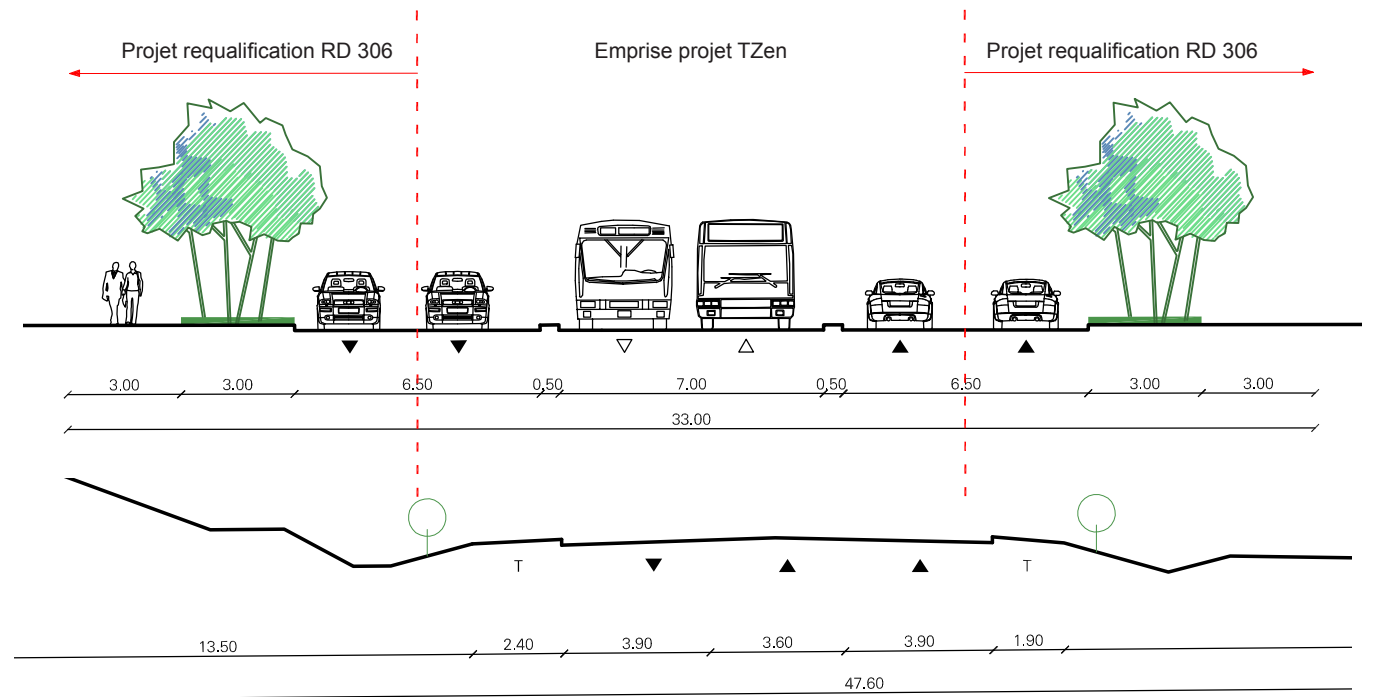 Projet requalification RD 306 Emprise projet TZen Projet requalification RD 306
3.00 3.00 6.50 0,50 7.00 0,50 6.50 3.00 3.00
33.00
T T
13.50 2.40 3.90 3.60 3.90 1.90
47.60